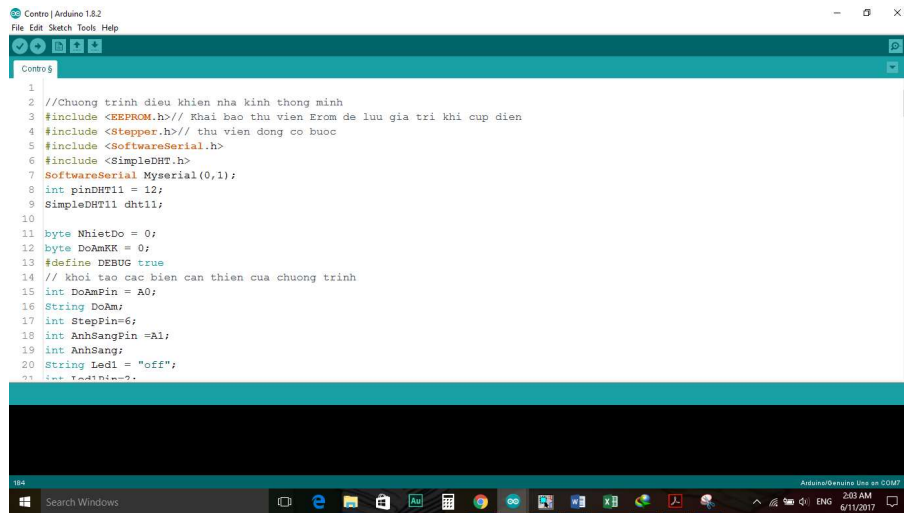 Contro | Arduino 1.8.2
File Edit Sketch Tools Help
Contro §
1
2 //Chuong trinh dieu khien nha kinh thong minh
3 #include <EEPROM.h>// Khai bao thu vien Erom de luu gia tri khi cup dien
4 #include <Stepper.h>// thu vien dong co buoc
5 #include <SoftwareSerial.h>
6 #include <SimpleDHT.h>
7 SoftwareSerial Myserial(0,1);
8 int pinDHT11 = 12;
9 SimpleDHT11 dht11;
10
11 byte NhietDo = 0;
12 byte DoAmKK = 0;
13 #define DEBUG true
14 // khoi tao cac bien can thien cua chuong trinh
15 int DoAmPin = A0;
16 String DoAm;
17 int StepPin=6;
18 int AnhSangPin =A1;
19 int AnhSang;
20 String Led1 = "off";
21 int Led1Pin=2;
184
Arduino/Genuino Uno on COM7
Search Windows
Au
ENG
2:03 AM
6/11/2017